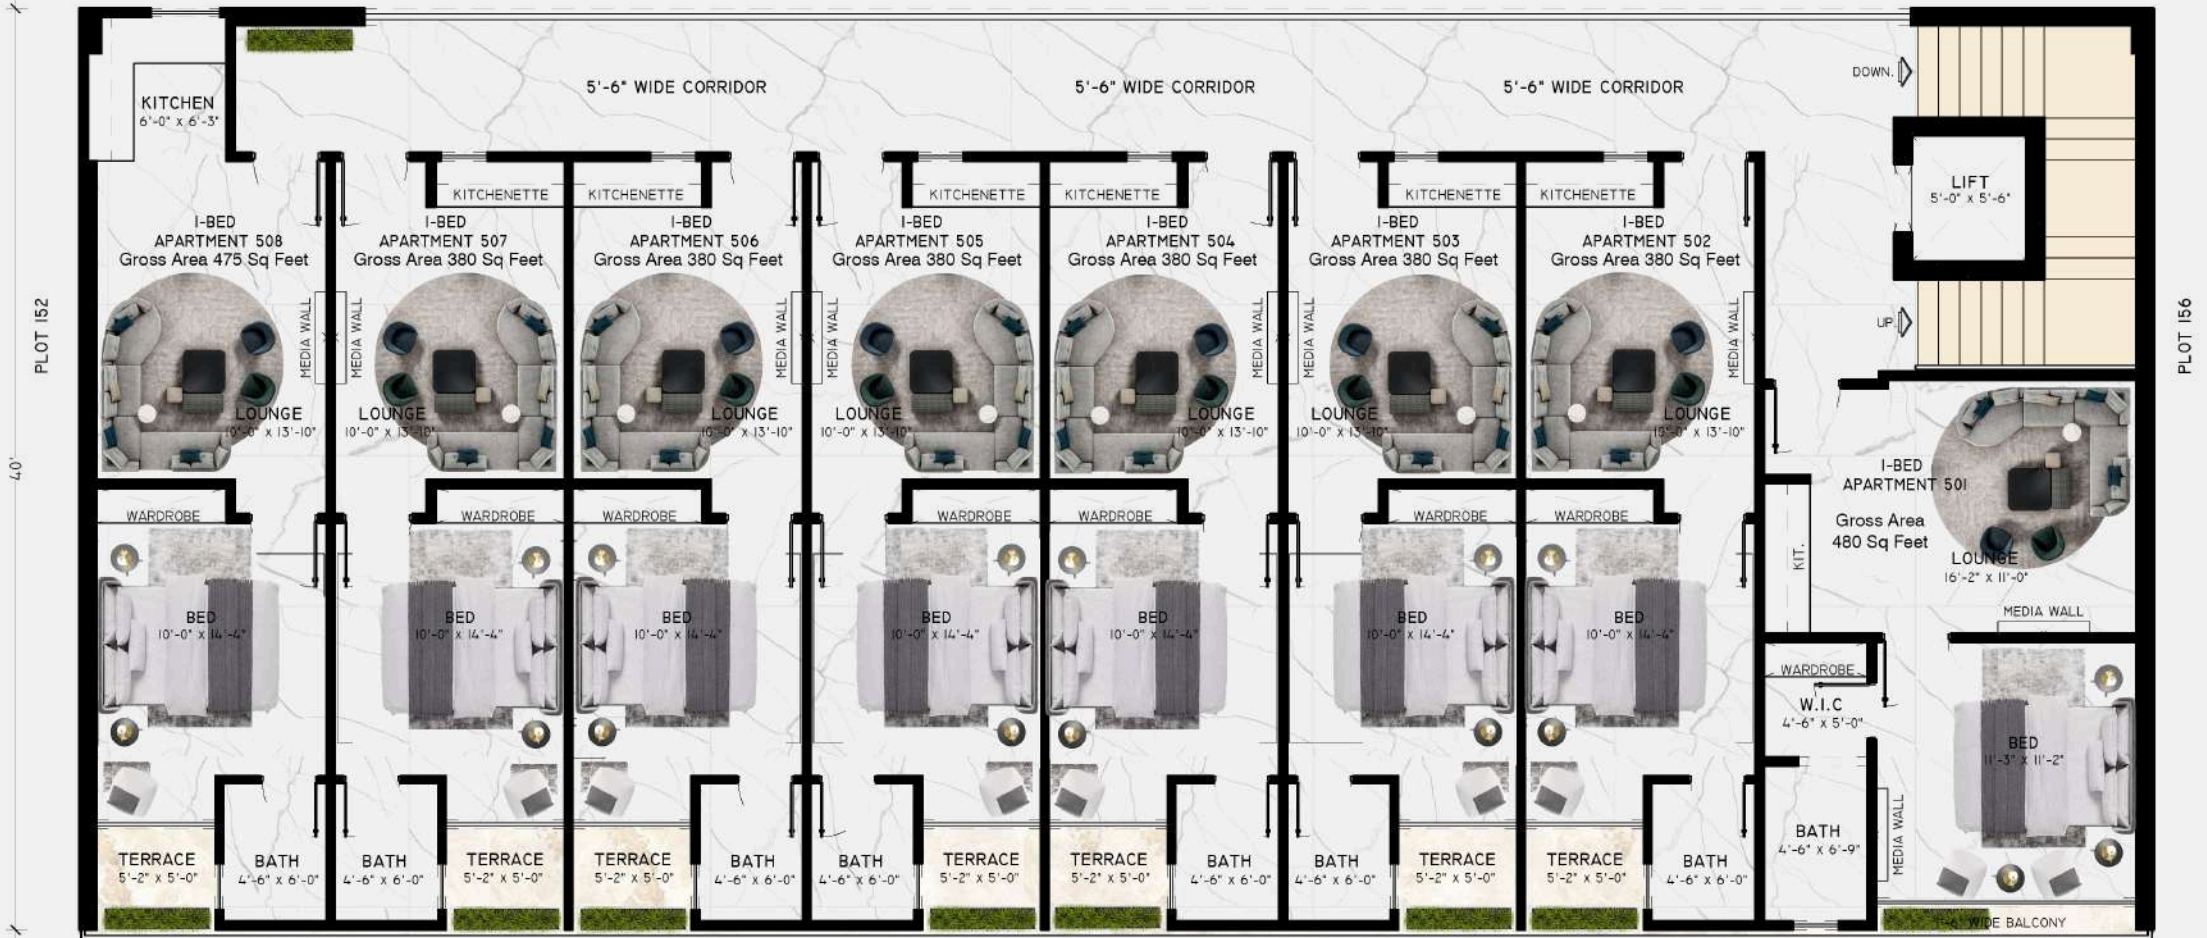 5'-6" WIDE CORRIDOR
5'-6" WIDE CORRIDOR
5'-6" WIDE CORRIDOR
DOWN.
KITCHEN
6'-0" x 6'-3"
LIFT
5'-0" x 5'-6"
UP.
PLOT 152
PLOT 156
40'
KITCHENETTE
KITCHENETTE
KITCHENETTE
KITCHENETTE
KITCHENETTE
KITCHENETTE
1-BED
APARTMENT 508
Gross Area 475 Sq Feet
1-BED
APARTMENT 507
Gross Area 380 Sq Feet
1-BED
APARTMENT 506
Gross Area 380 Sq Feet
1-BED
APARTMENT 505
Gross Area 380 Sq Feet
1-BED
APARTMENT 504
Gross Area 380 Sq Feet
1-BED
APARTMENT 503
Gross Area 380 Sq Feet
1-BED
APARTMENT 502
Gross Area 380 Sq Feet
MEDIA WALL
MEDIA WALL
MEDIA WALL
MEDIA WALL
MEDIA WALL
MEDIA WALL
MEDIA WALL
LOUNGE
10'-0" x 13'-10"
LOUNGE
10'-0" x 13'-10"
LOUNGE
10'-0" x 13'-10"
LOUNGE
10'-0" x 13'-10"
LOUNGE
10'-0" x 13'-10"
LOUNGE
10'-0" x 13'-10"
LOUNGE
10'-0" x 13'-10"
1-BED
APARTMENT 501
Gross Area
480 Sq Feet
LOUNGE
16'-2" x 11'-0"
KIT.
MEDIA WALL
WARDROBE
WARDROBE
WARDROBE
WARDROBE
WARDROBE
WARDROBE
WARDROBE
BED
10'-0" x 14'-4"
BED
10'-0" x 14'-4"
BED
10'-0" x 14'-4"
BED
10'-0" x 14'-4"
BED
10'-0" x 14'-4"
BED
10'-0" x 14'-4"
BED
10'-0" x 14'-4"
WARDROBE
W.I.C
4'-6" x 5'-0"
BED
11'-3" x 11'-2"
MEDIA WALL
TERRACE
5'-2" x 5'-0"
BATH
4'-6" x 6'-0"
BATH
4'-6" x 6'-0"
TERRACE
5'-2" x 5'-0"
TERRACE
5'-2" x 5'-0"
BATH
4'-6" x 6'-0"
BATH
4'-6" x 6'-0"
TERRACE
5'-2" x 5'-0"
TERRACE
5'-2" x 5'-0"
BATH
4'-6" x 6'-0"
BATH
4'-6" x 6'-0"
TERRACE
5'-2" x 5'-0"
TERRACE
5'-2" x 5'-0"
BATH
4'-6" x 6'-0"
BATH
4'-6" x 6'-9"
WIDE BALCONY